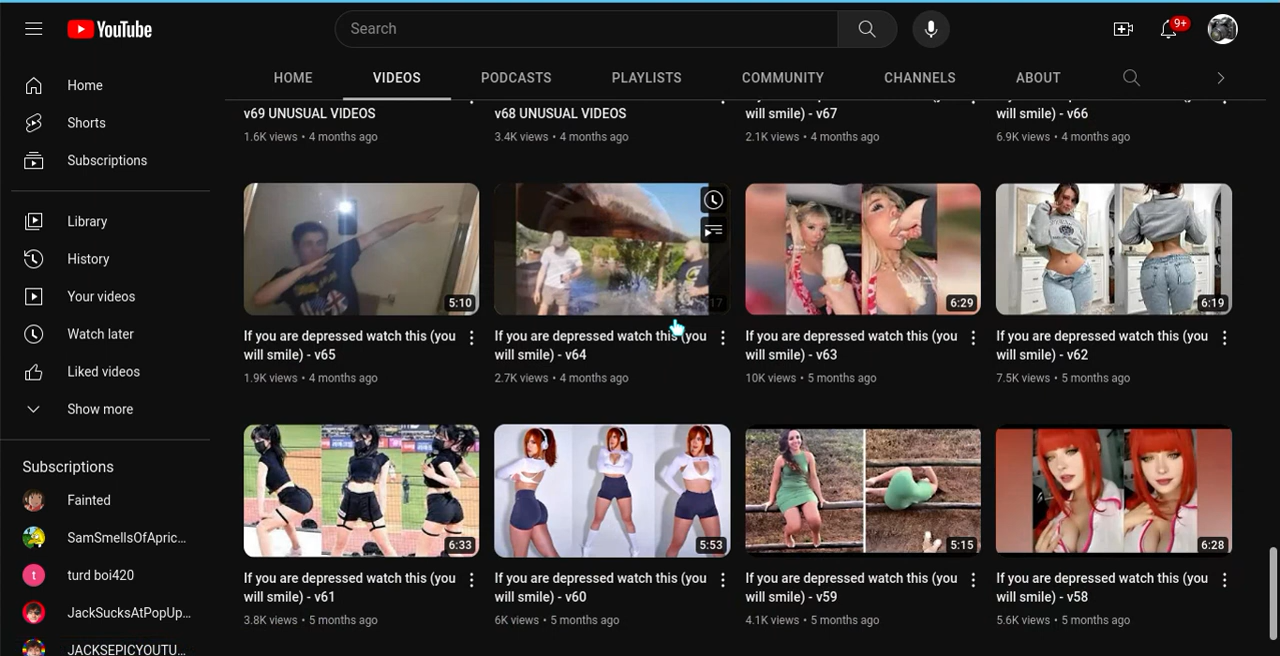 YouTube
Search
9+
HOME
VIDEOS
PODCASTS
PLAYLISTS
COMMUNITY
CHANNELS
ABOUT
Home
Shorts
Subscriptions
Library
History
Your videos
Watch later
Liked videos
Show more
Subscriptions
Fainted
SamSmellsOfApric...
t
turd boi420
JackSucksAtPopUp...
JACKSEPICYOUTU...
v69 UNUSUAL VIDEOS
1.6K views • 4 months ago
v68 UNUSUAL VIDEOS
3.4K views • 4 months ago
will smile) - v67
2.1K views • 4 months ago
will smile) - v66
6.9K views • 4 months ago
5:10
If you are depressed watch this (you
will smile) - v65
1.9K views • 4 months ago
17
If you are depressed watch this (you
will smile) - v64
2.7K views • 4 months ago
6:29
If you are depressed watch this (you
will smile) - v63
10K views • 5 months ago
6:19
If you are depressed watch this (you
will smile) - v62
7.5K views • 5 months ago
6:33
If you are depressed watch this (you
will smile) - v61
3.8K views • 5 months ago
5:53
If you are depressed watch this (you
will smile) - v60
6K views • 5 months ago
5:15
If you are depressed watch this (you
will smile) - v59
4.1K views • 5 months ago
6:28
If you are depressed watch this (you
will smile) - v58
5.6K views • 5 months ago